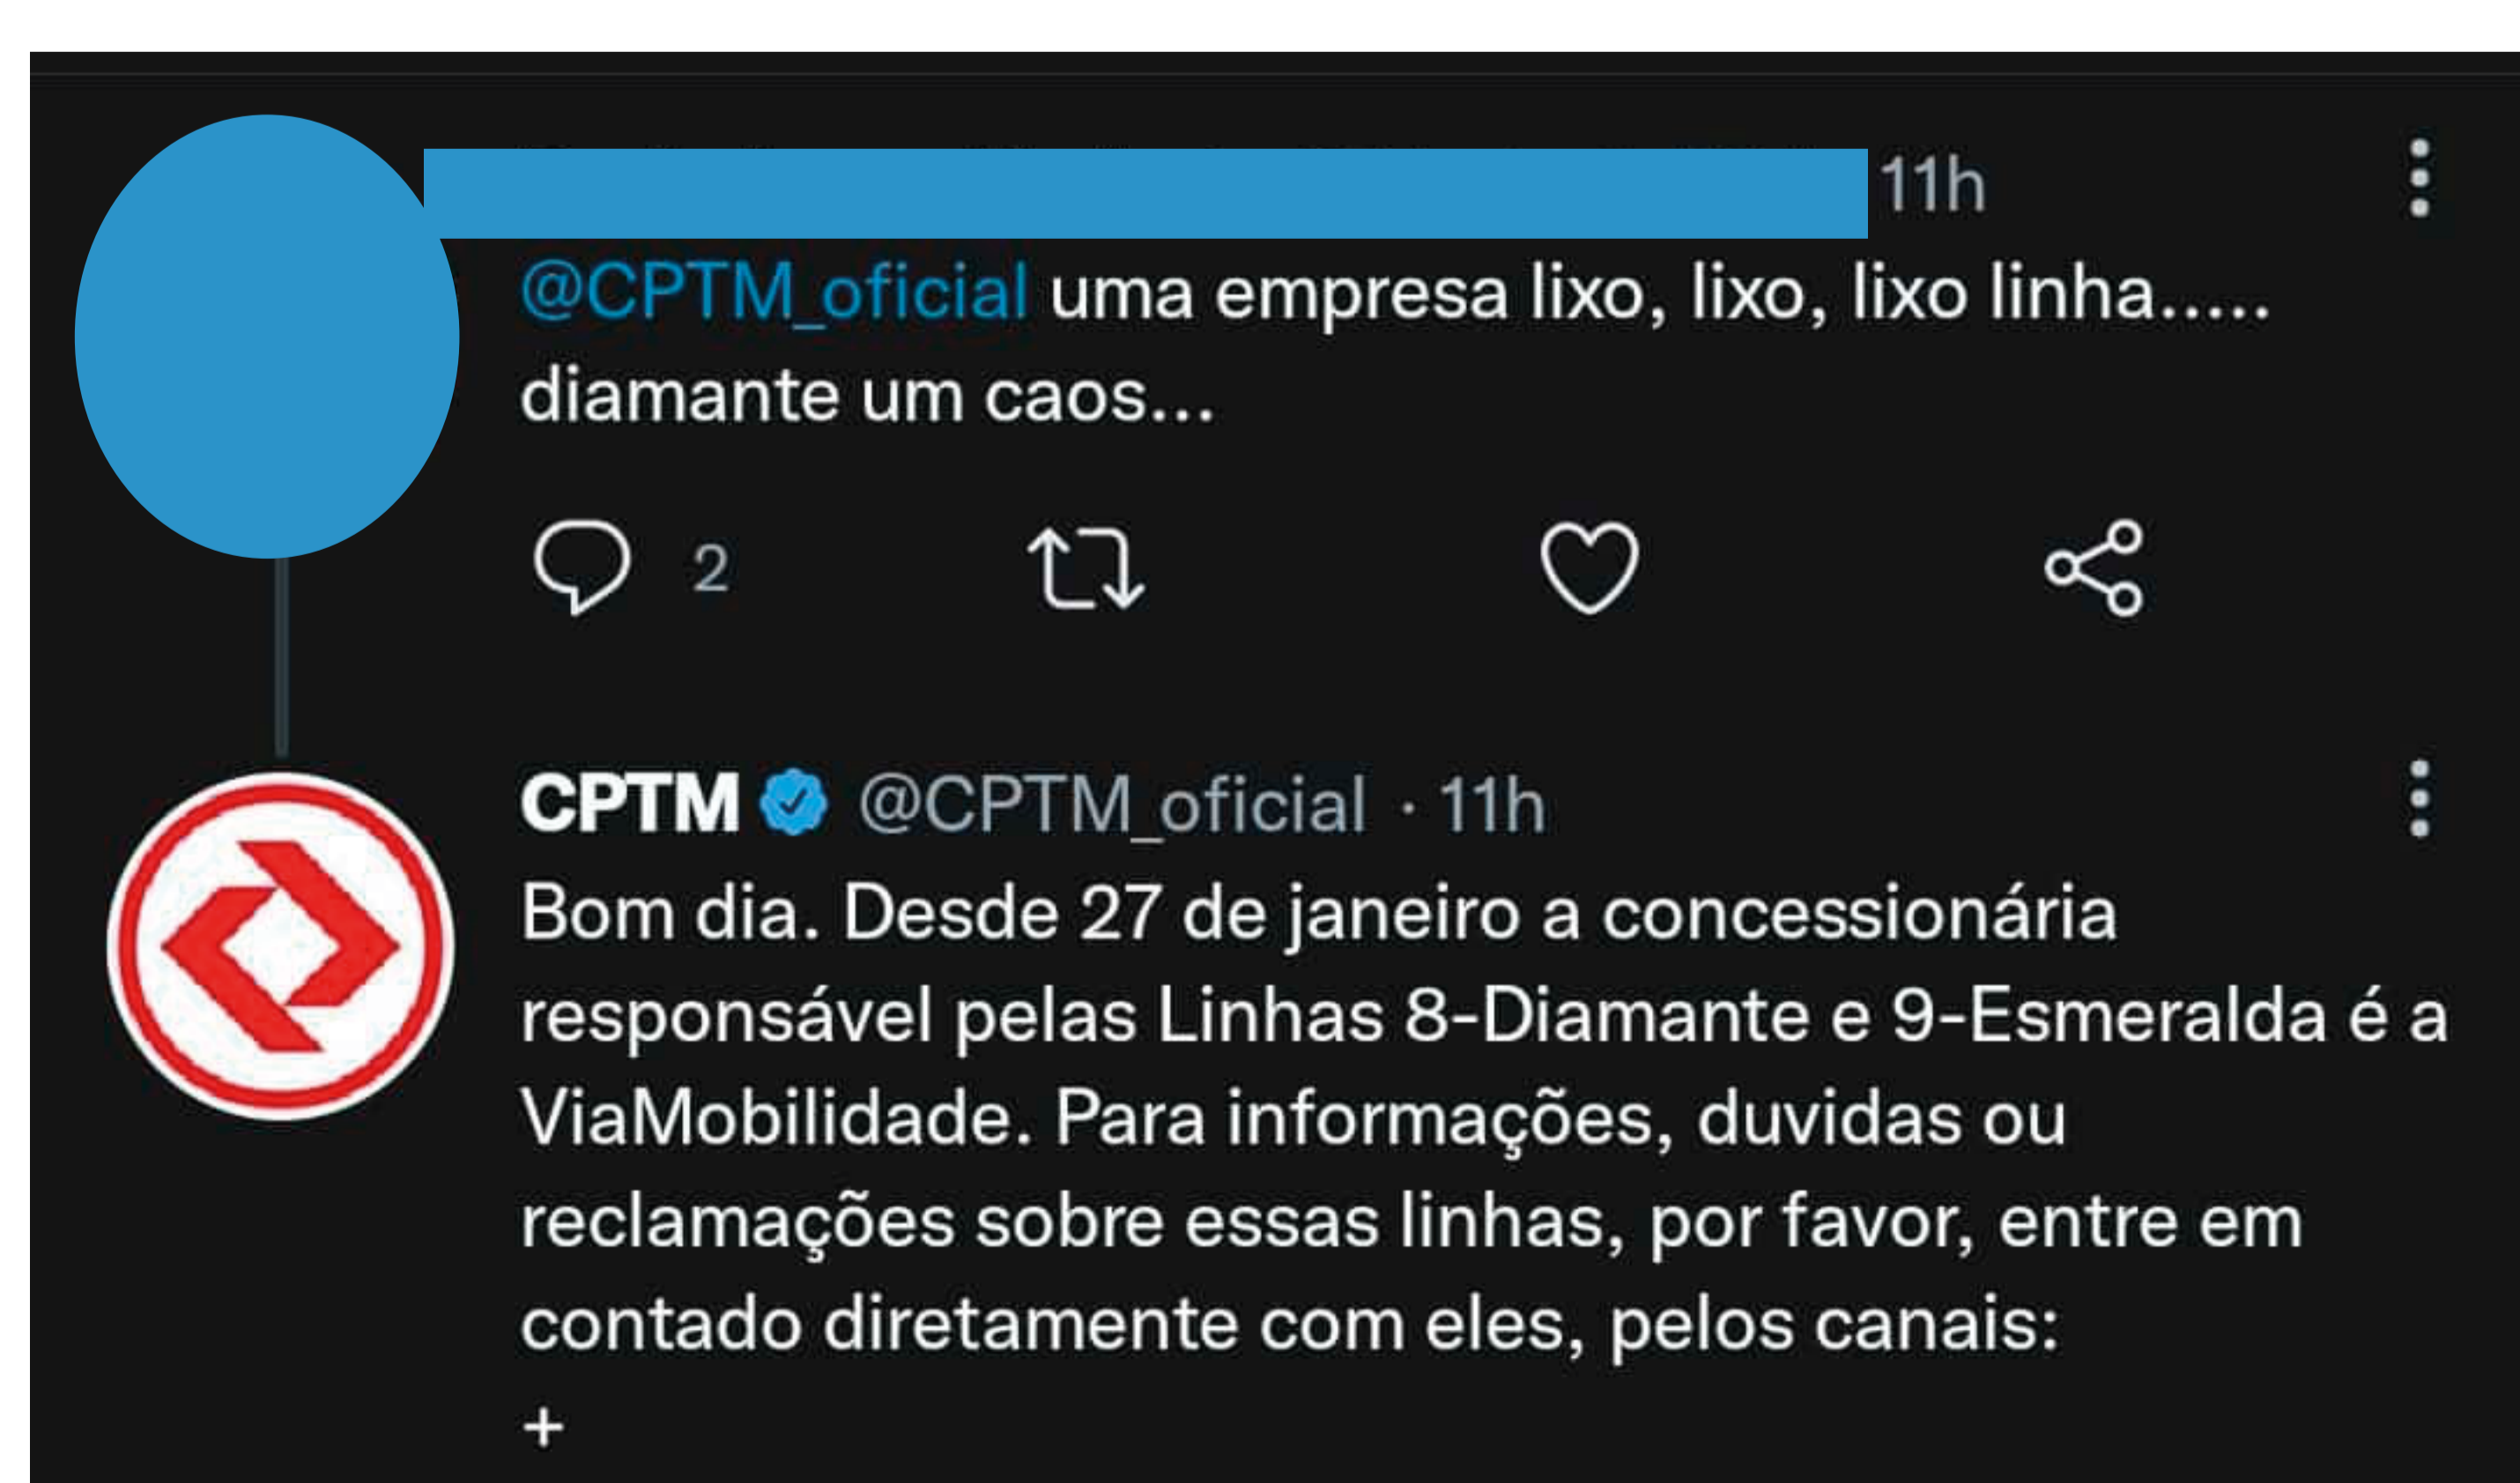 11h
@CPTM_oficial uma empresa lixo, lixo, lixo linha.....
diamante um caos...
2
CPTM @CPTM_oficial · 11h
Bom dia. Desde 27 de janeiro a concessionária
responsável pelas Linhas 8-Diamante e 9-Esmeralda é a
ViaMobilidade. Para informações, duvidas ou
reclamações sobre essas linhas, por favor, entre em
contado diretamente com eles, pelos canais:
+